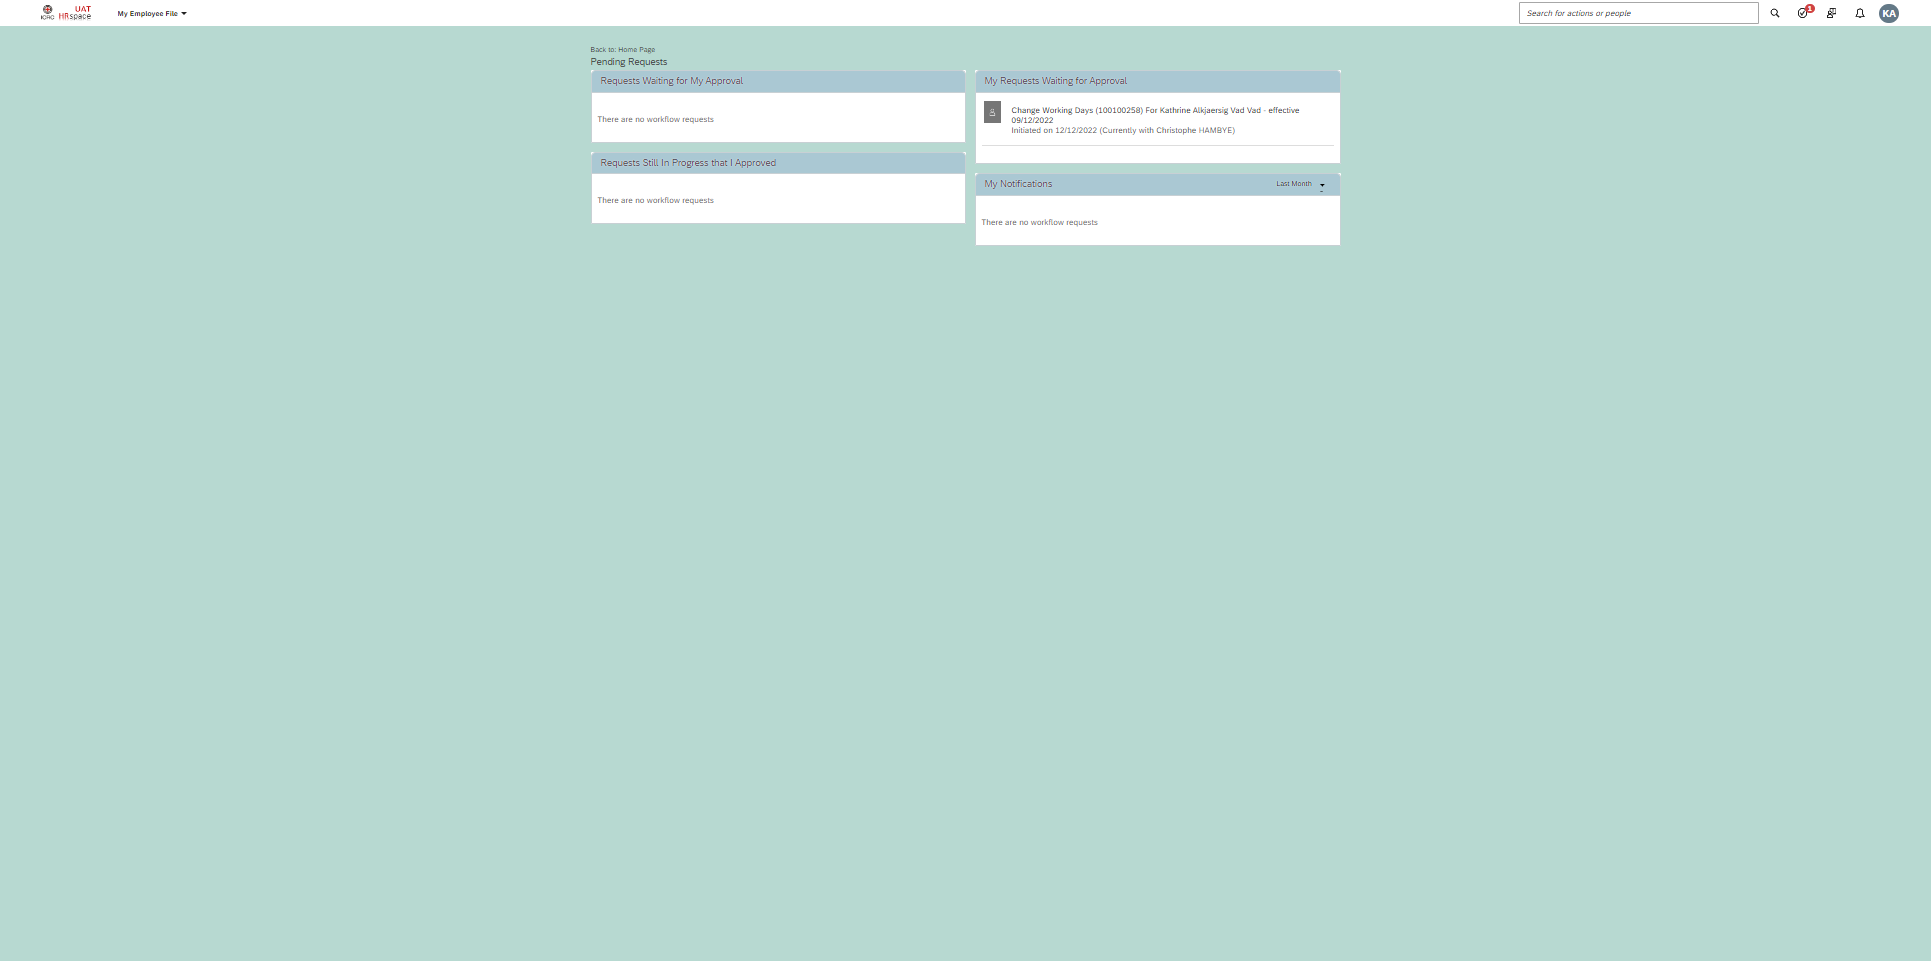 ICRC
UAT
HRspace
My Employee File
Search for actions or people
1
KA
Back to: Home Page
Pending Requests
Requests Waiting for My Approval
There are no workflow requests
Requests Still In Progress that I Approved
There are no workflow requests
My Requests Waiting for Approval
Change Working Days (100100258) For Kathrine Alkjaersig Vad Vad - effective
09/12/2022
Initiated on 12/12/2022 (Currently with Christophe HAMBYE)
My Notifications
Last Month
There are no workflow requests